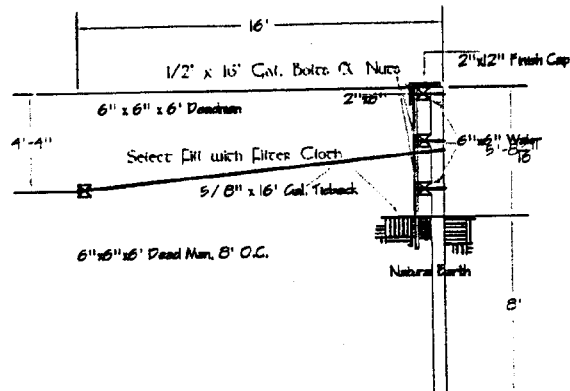 16'
1/2" x 16" Gal. Bolts & Nuts
2"x12" Finish Cap
6" x 6" x 6' Deadman
2"x8"
4'-4"
6"x6" Waler
Select Fill with Filter Cloth
5/8" x 16' Gal. Tieback
6"x6"x6' Dead Man, 8' O.C.
Natural Earth
8'